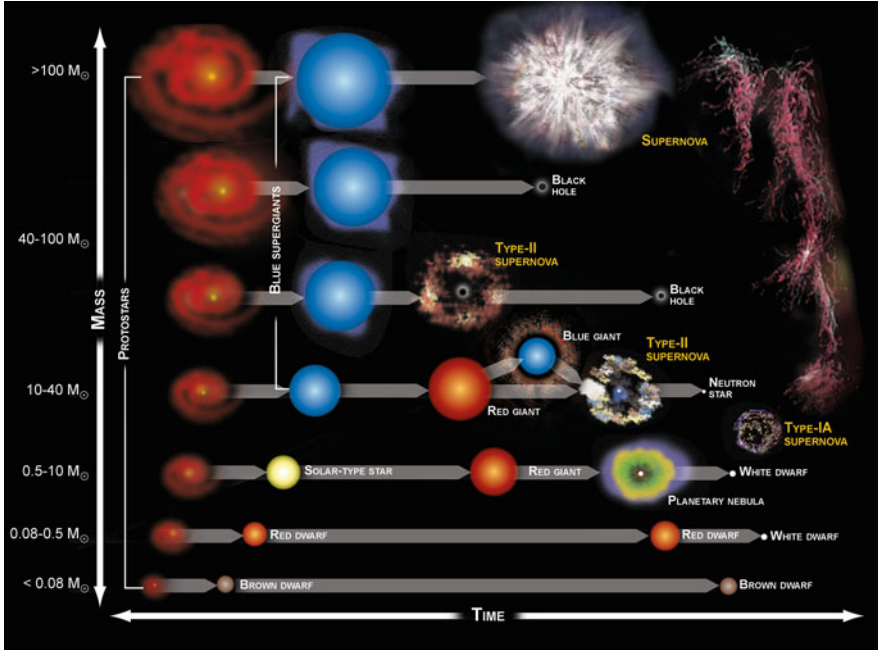 >100 M☉
SUPERNOVA
BLACK
HOLE
BLUE SUPERGIANTS
40-100 M☉
TYPE-II
SUPERNOVA
MASS
PROTOSTARS
BLACK
HOLE
BLUE GIANT
TYPE-II
SUPERNOVA
10-40 M☉
NEUTRON
STAR
RED GIANT
TYPE-IA
SUPERNOVA
0.5-10 M☉
SOLAR-TYPE STAR
RED GIANT
WHITE DWARF
PLANETARY NEBULA
0.08-0.5 M☉
RED DWARF
RED DWARF
WHITE DWARF
< 0.08 M☉
BROWN DWARF
BROWN DWARF
TIME